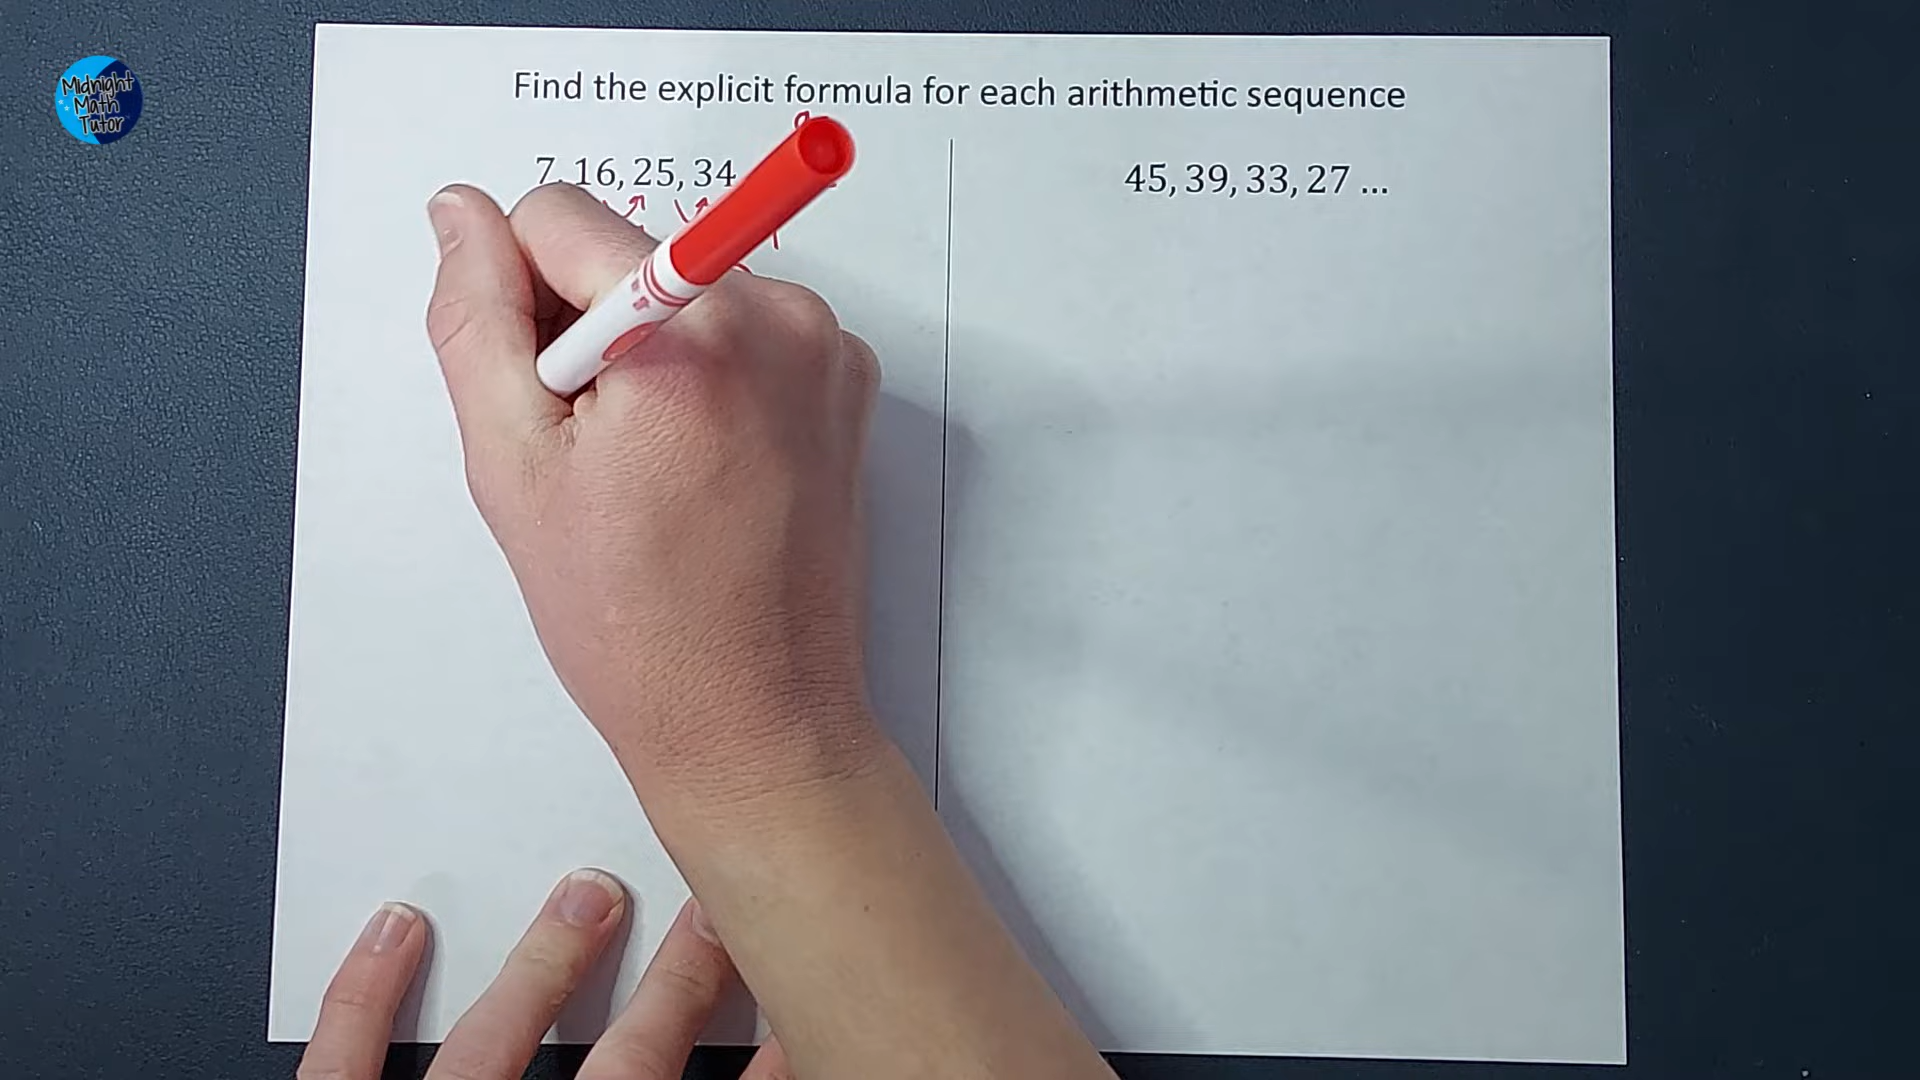 Midnight
Math
Tutor
Find the explicit formula for each arithmetic sequence
7, 16, 25, 34
45, 39, 33, 27 ...